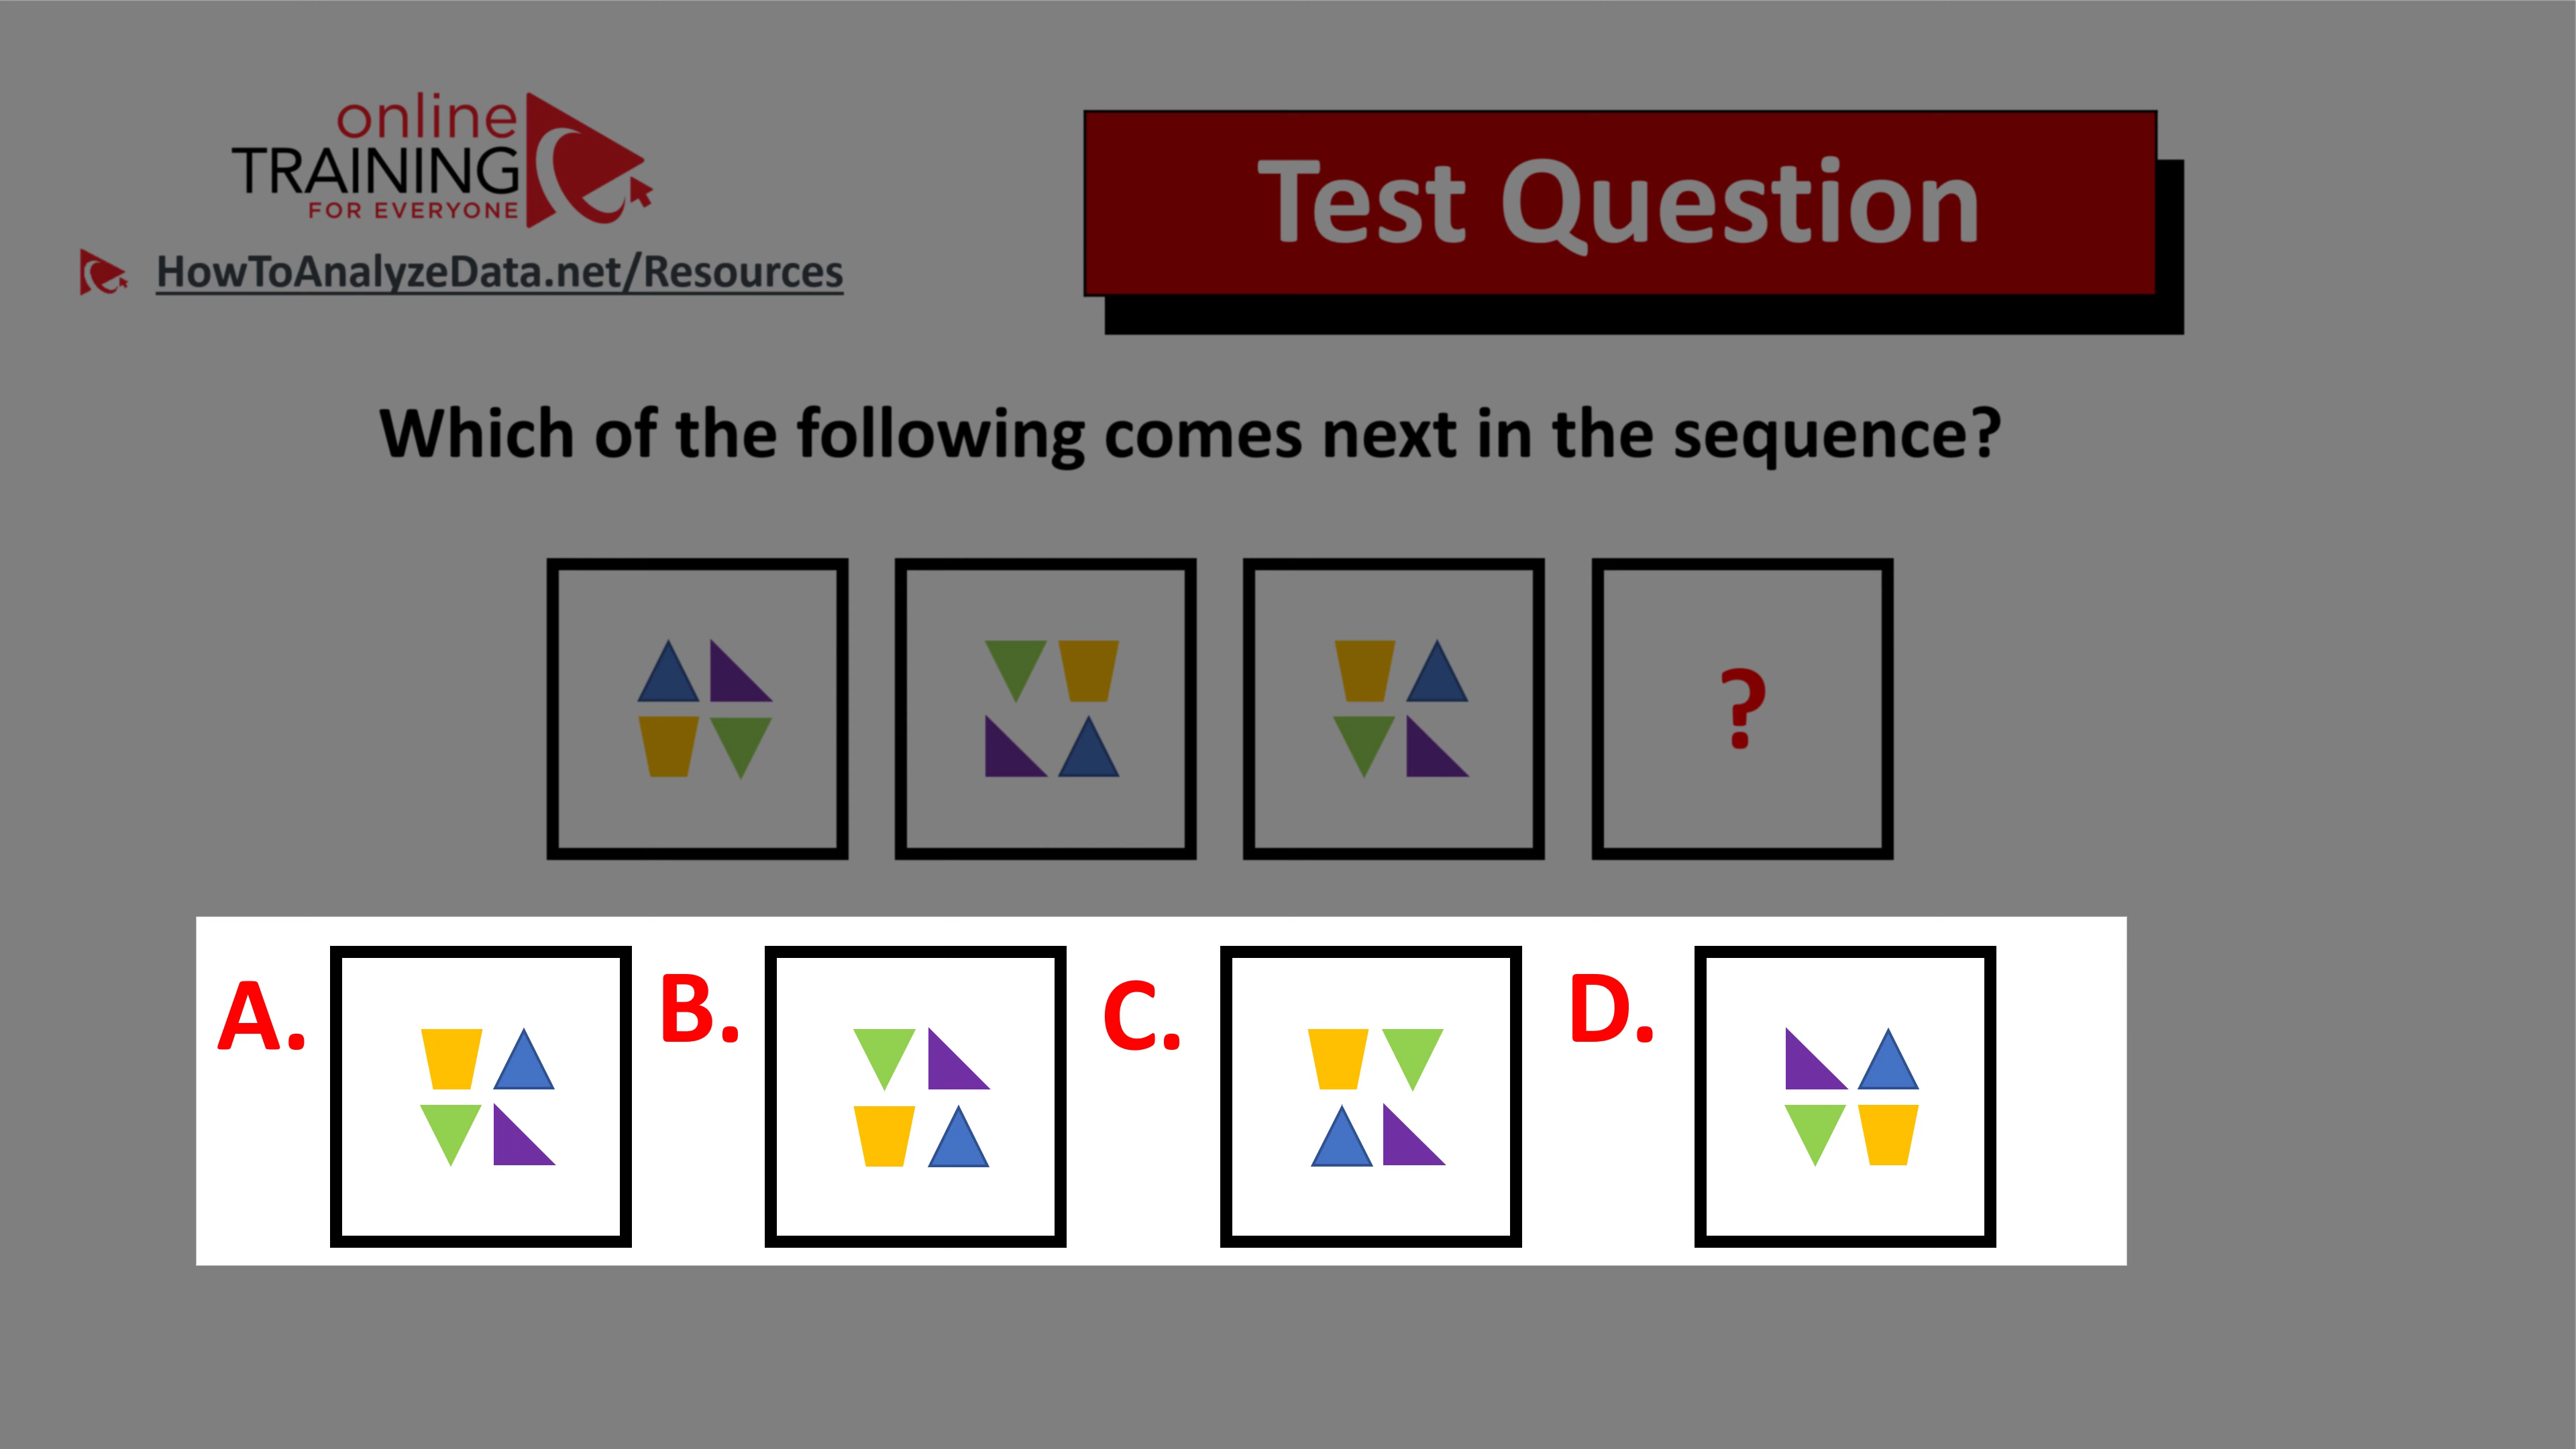 online
TRAINING
FOR EVERYONE
HowToAnalyzeData.net/Resources
Test Question
Which of the following comes next in the sequence?
?
A.
B.
C.
D.